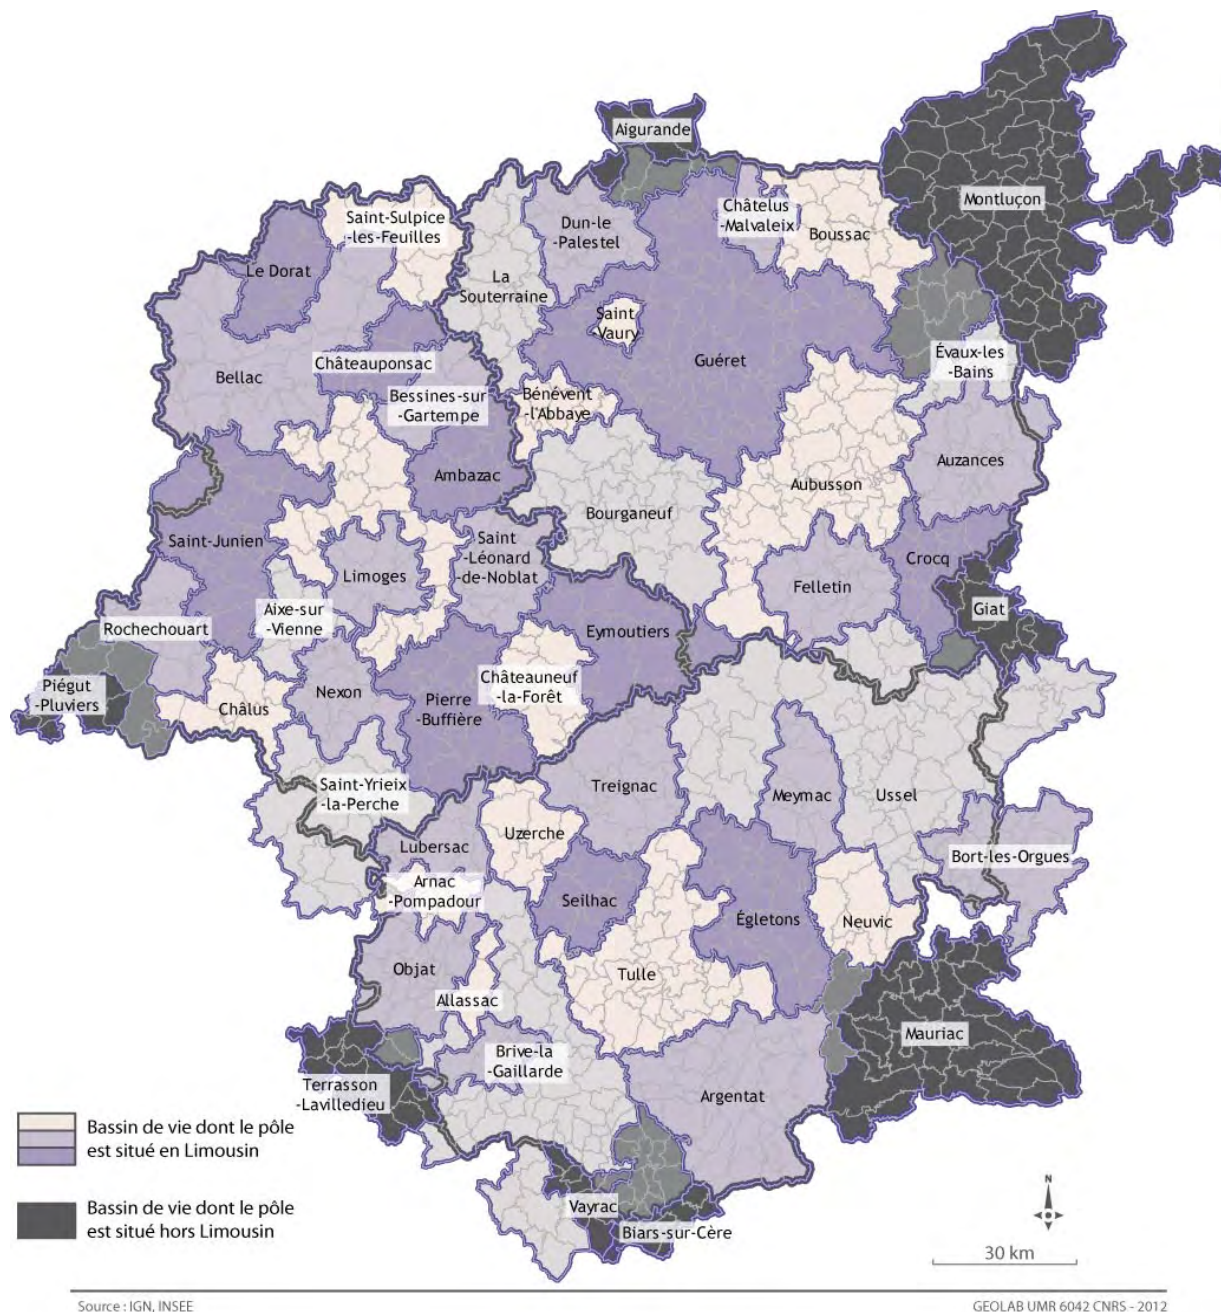 Aigurande
Montluçon
Saint-Sulpice
-les-Feuilles
Châtelus
-Malvaleix
Dun-le
-Palestel
Boussac
Le Dorat
La
Souterraine
Saint
-Vaury
Guéret
Évaux-les
-Bains
Châteauponsac
Bellac
Bessines-sur
-Gartempe
Bénévent
-l'Abbaye
Auzances
Ambazac
Aubusson
Bourganeuf
Saint-Junien
Saint
-Léonard
-de-Noblat
Limoges
Crocq
Felletin
Giat
Aixe-sur
-Vienne
Rochechouart
Eymoutiers
Châteauneuf
-la-Forêt
Piégut
-Pluviers
Nexon
Pierre
-Buffière
Châlus
Saint-Yrieix
-la-Perche
Treignac
Meymac
Ussel
Uzerche
Lubersac
Bort-les-Orgues
Arnac
-Pompadour
Seilhac
Égletons
Neuvic
Objat
Tulle
Allassac
Mauriac
Brive-la
-Gaillarde
Terrasson
-Lavilledieu
Argentat
Vayrac
Biars-sur-Cère
Bassin de vie dont le pôle
est situé en Limousin
Bassin de vie dont le pôle
est situé hors Limousin
N
30 km
Source : IGN, INSEE
GEOLAB UMR 6042 CNRS - 2012